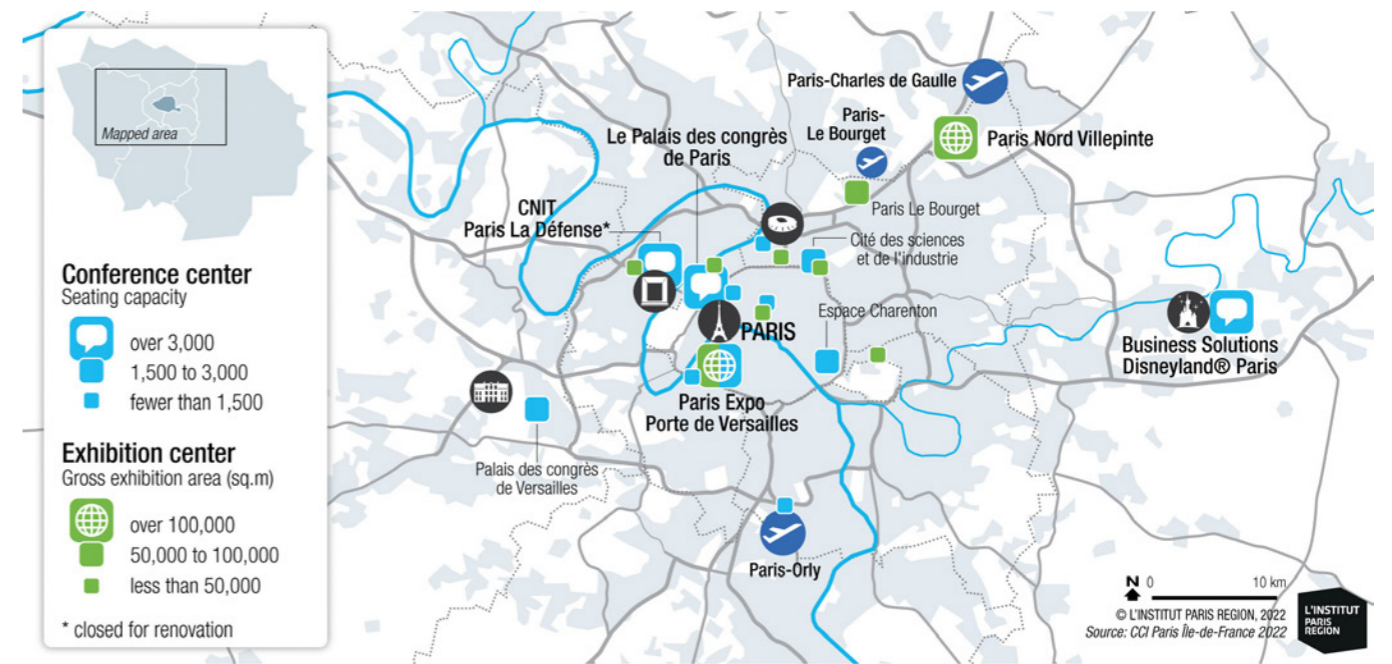 Mapped area
Conference center
Seating capacity
over 3,000
1,500 to 3,000
fewer than 1,500
Exhibition center
Gross exhibition area (sq.m)
over 100,000
50,000 to 100,000
less than 50,000
* closed for renovation
Paris-Charles de Gaulle
Paris-
Le Bourget
Paris Nord Villepinte
Le Palais des congrès
de Paris
Paris Le Bourget
CNIT
Paris La Défense*
Cité des sciences
et de l'industrie
Espace Charenton
PARIS
Business Solutions
Disneyland® Paris
Paris Expo
Porte de Versailles
Palais des congrès
de Versailles
Paris-Orly
N 0 10 km
© L'INSTITUT PARIS REGION, 2022
Source: CCI Paris Île-de-France 2022
L'INSTITUT
PARIS
REGION